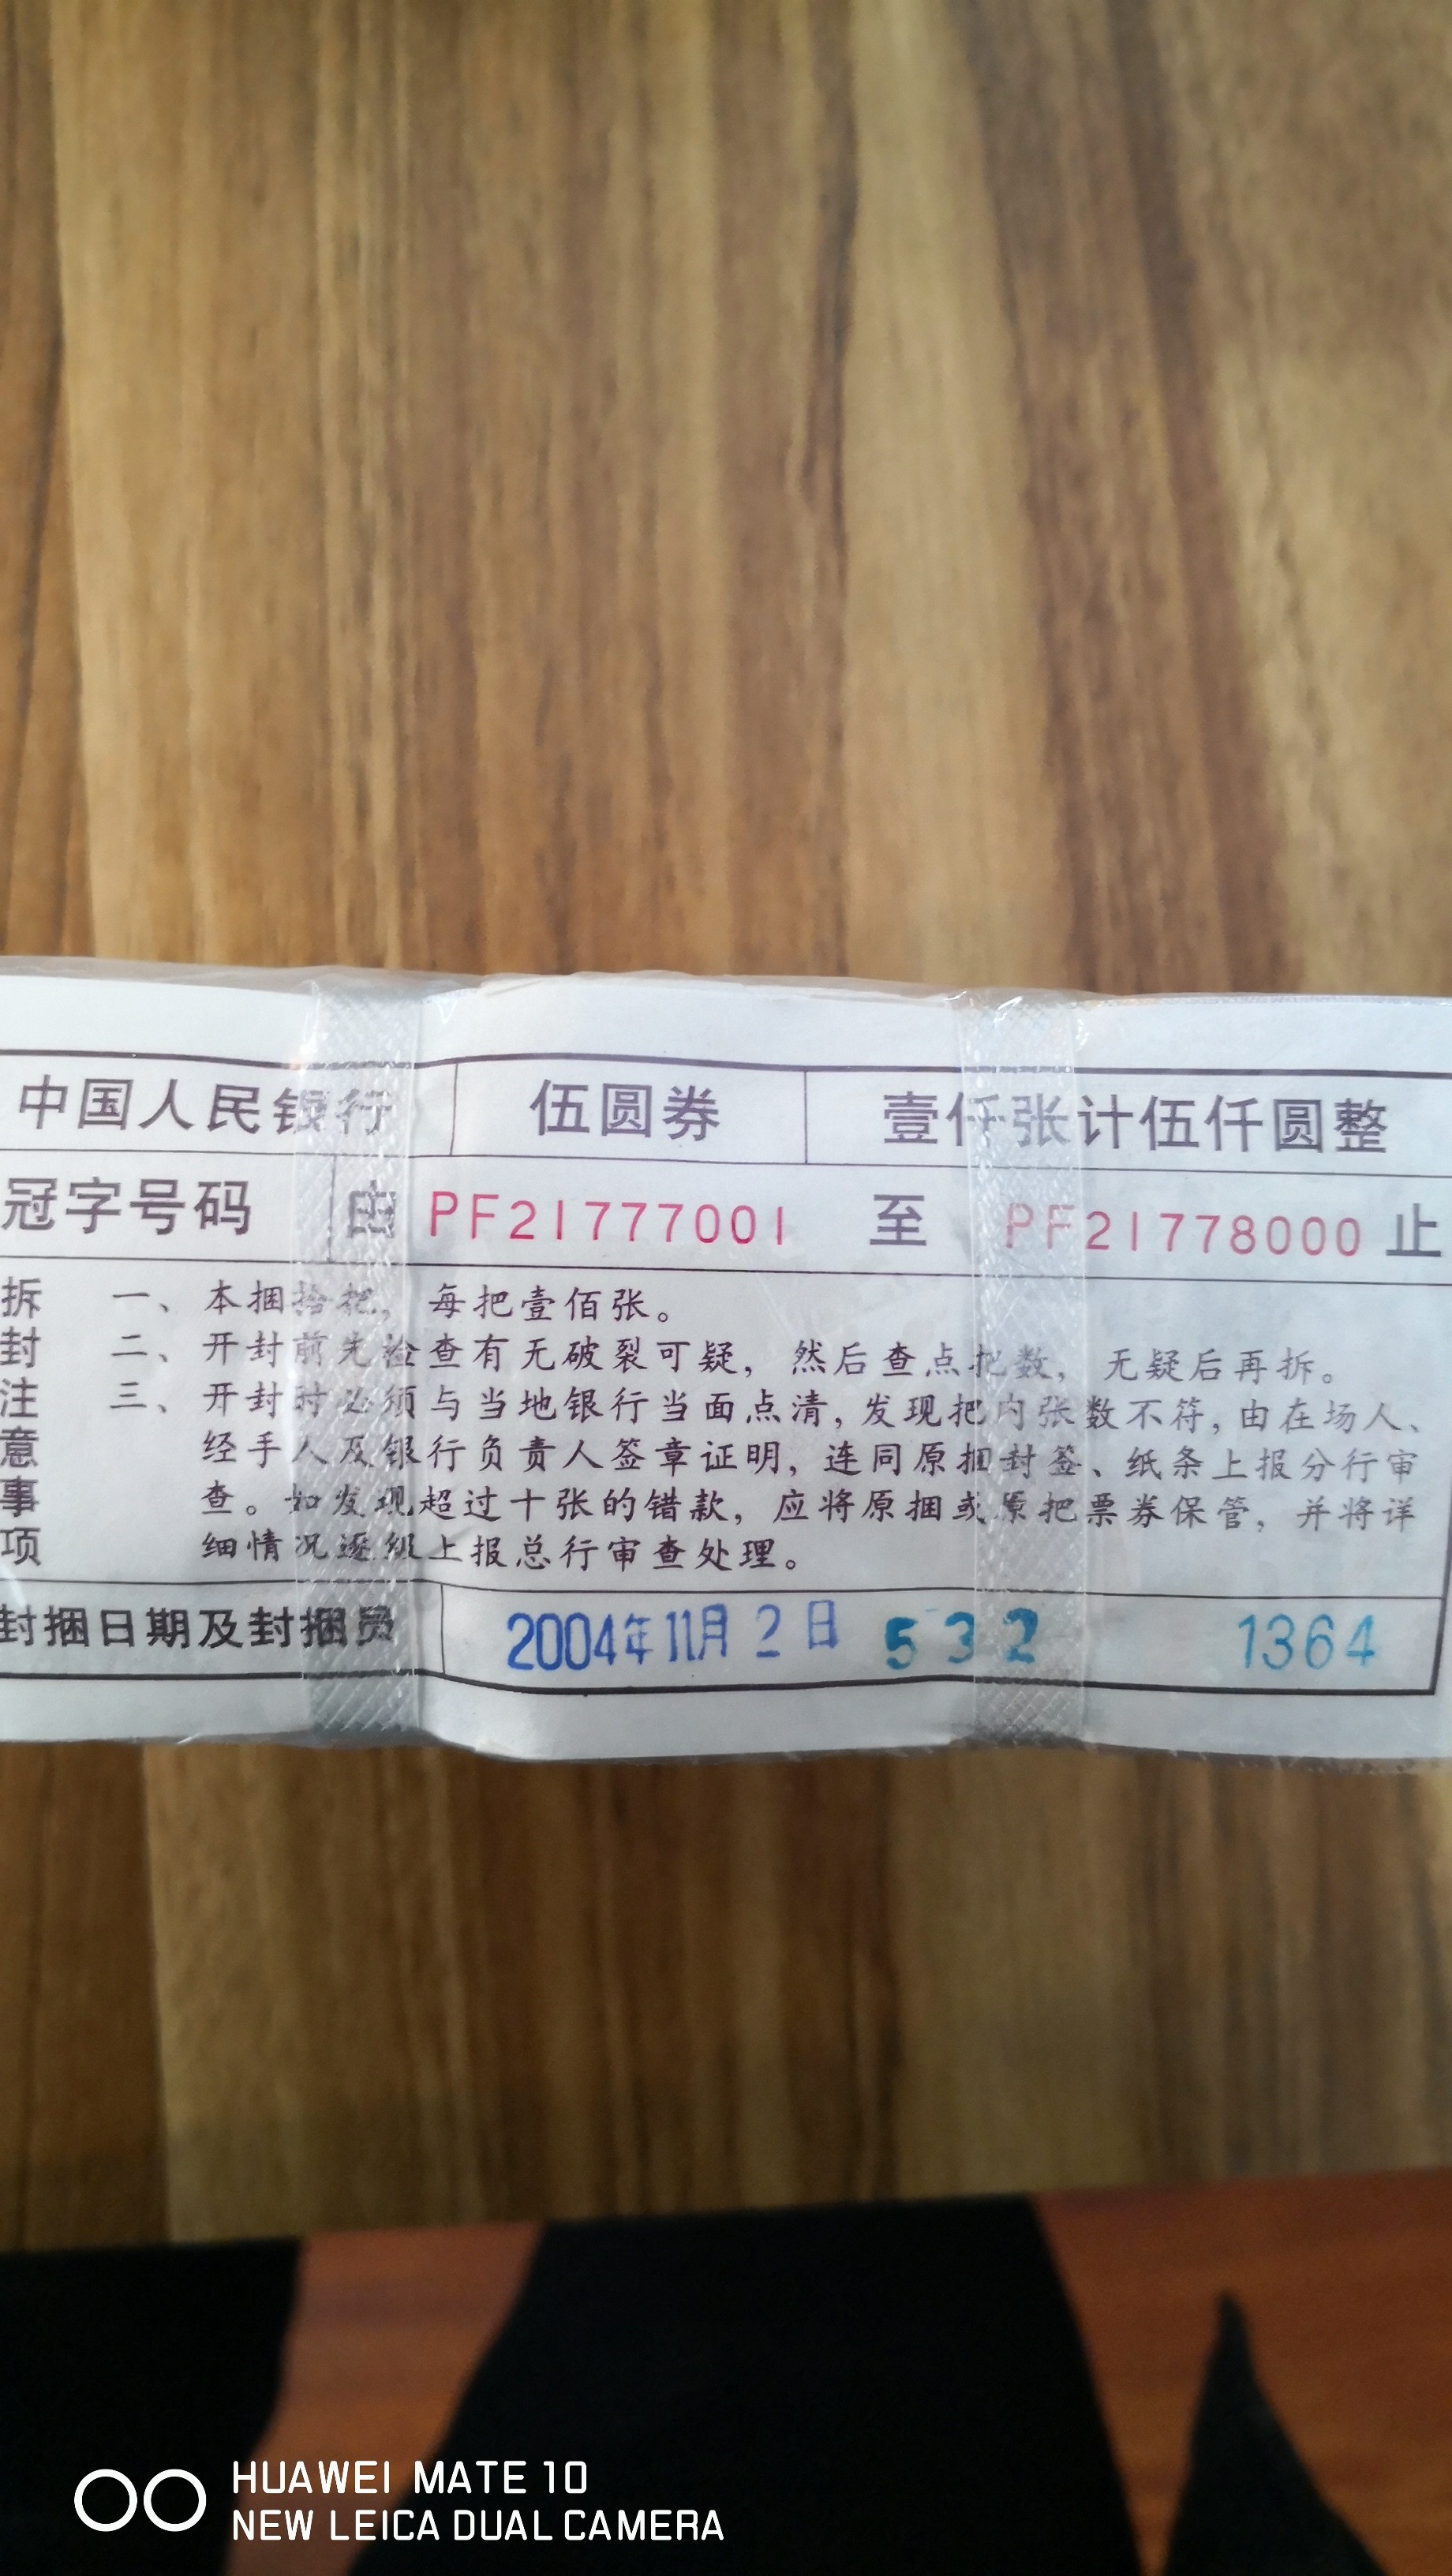 中国人民银行 伍圆券 壹仟张计伍仟圆整
冠字号码 由 PF21777001 至 PF21778000 止
拆封注意事项
一、本捆拾把，每把壹佰张。
二、开封前先检查有无破裂可疑，然后查点把数，无疑后再拆。
三、开封时必须与当地银行当面点清，发现把内张数不符，由在场人、
经手人及银行负责人签章证明，连同原捆封签、纸条上报分行审
查。如发现超过十张的错款，应将原捆或原把票券保管，并将详
细情况逐级上报总行审查处理。
封捆日期及封捆员 2004年11月2日 532 1364
HUAWEI MATE 10
NEW LEICA DUAL CAMERA